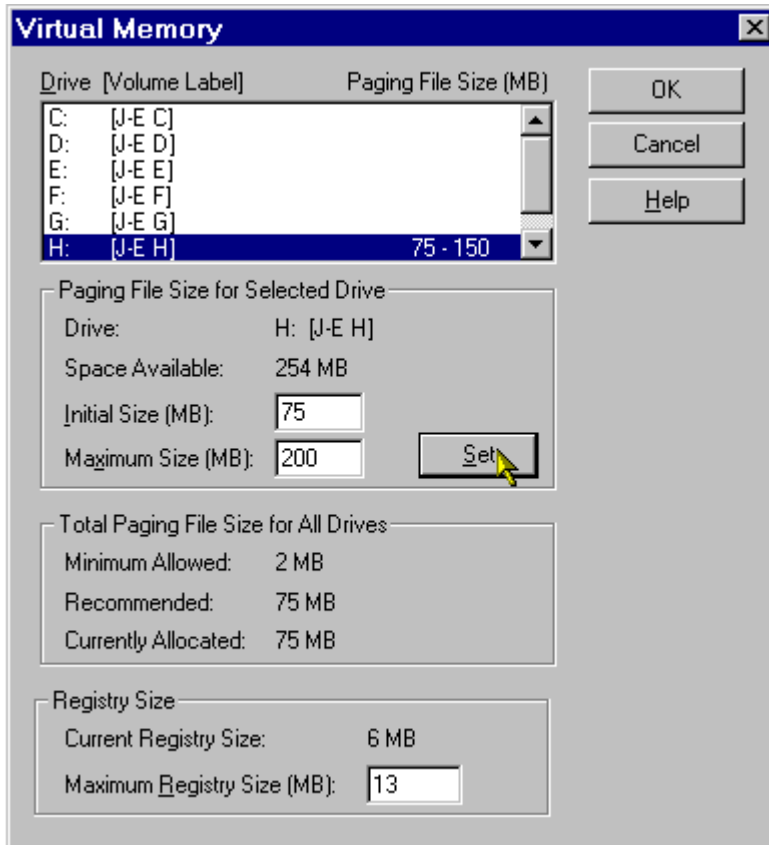 Virtual Memory
Drive [Volume Label] Paging File Size (MB)
C: [J-E C]
D: [J-E D]
E: [J-E E]
F: [J-E F]
G: [J-E G]
H: [J-E H] 75 - 150
OK
Cancel
Help
Paging File Size for Selected Drive
Drive: H: [J-E H]
Space Available: 254 MB
Initial Size (MB): 75
Maximum Size (MB): 200
Set
Total Paging File Size for All Drives
Minimum Allowed: 2 MB
Recommended: 75 MB
Currently Allocated: 75 MB
Registry Size
Current Registry Size: 6 MB
Maximum Registry Size (MB): 13